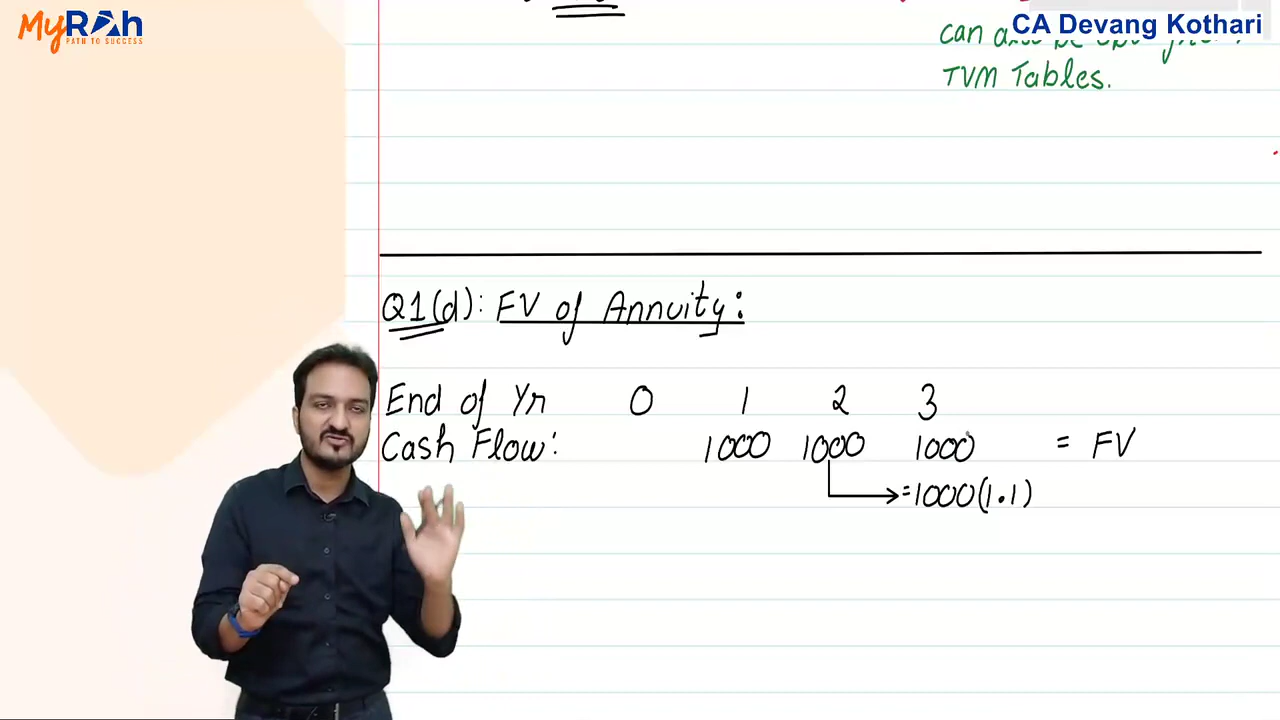 MyRAh
PATH TO SUCCESS
CA Devang Kothari
can
TVM Tables.
Q1(d): FV of Annuity:
End of Yr 0 1 2 3
Cash Flow: 1000 1000 1000 = FV
=1000(1.1)